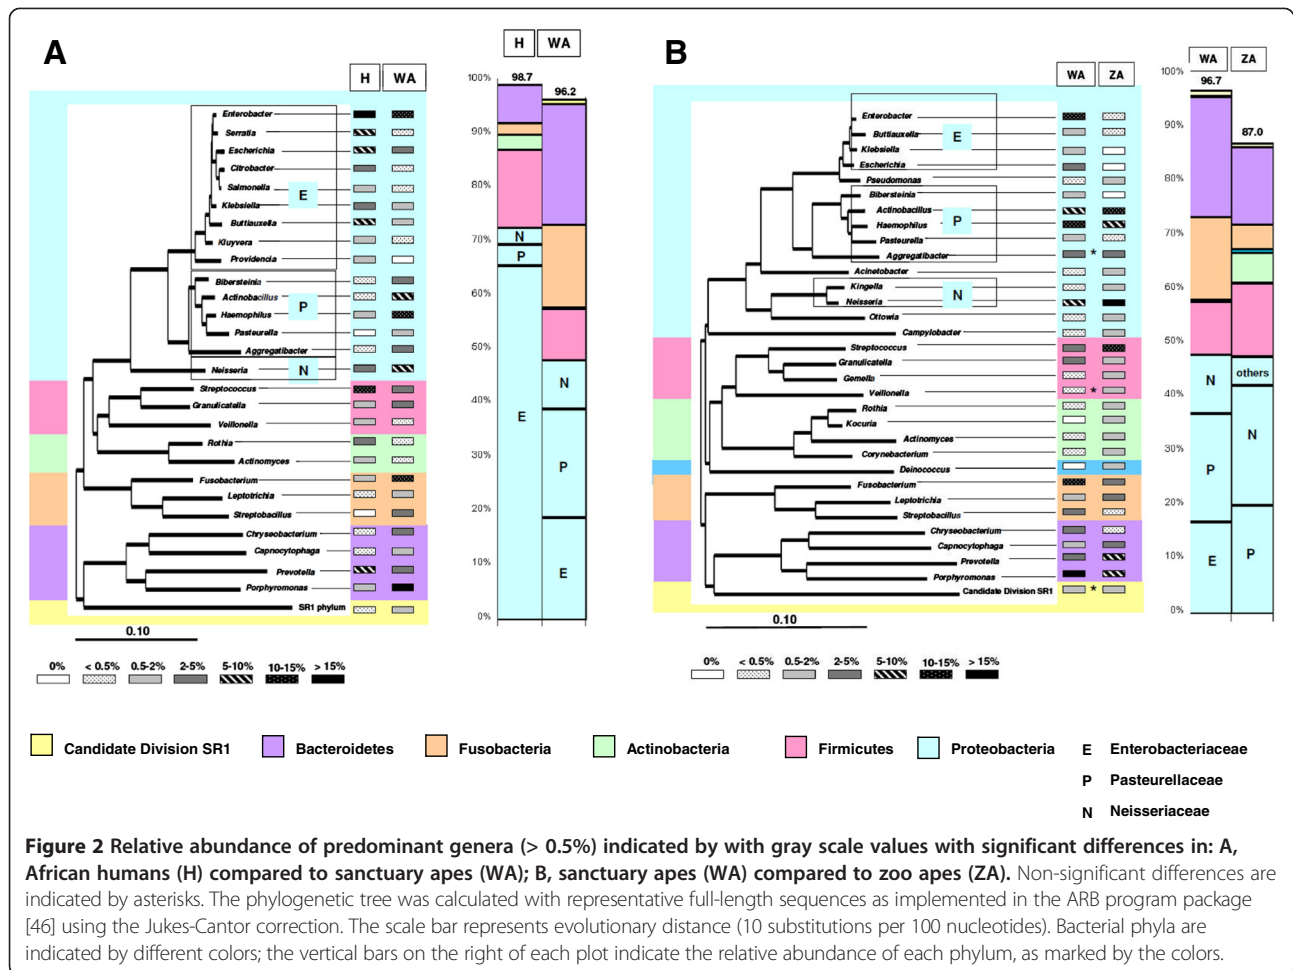 A
H WA
Enterobacter
Serratia
Escherichia
Citrobacter
Salmonella
E
Klebsiella
Buttiauxella
Kluyvera
Providencia
Bibersteinia
Actinobacillus
P
Haemophilus
Pasteurella
Aggregatibacter
Neisseria
N
Streptococcus
Granulicatella
Veillonella
Rothia
Actinomyces
Fusobacterium
Leptotrichia
Streptobacillus
Chryseobacterium
Capnocytophaga
Prevotella
Porphyromonas
SR1 phylum
0.10
0% < 0.5% 0.5-2% 2-5% 5-10% 10-15% > 15%
H WA
98.7
96.2
100%
90%
80%
70%
60%
50%
40%
30%
20%
10%
0%
N
P
E
N
P
E
B
WA ZA
Enterobacter
Buttiauxella
E
Klebsiella
Escherichia
Pseudomonas
Bibersteinia
Actinobacillus
P
Haemophilus
Pasteurella
Aggregatibacter *
Acinetobacter
Kingella
N
Neisseria
Ottowia
Campylobacter
Streptococcus
Granulicatella
Gemella
Veillonella *
Rothia
Kocuria
Actinomyces
Corynebacterium
Deinococcus
Fusobacterium
Leptotrichia
Streptobacillus
Chryseobacterium
Capnocytophaga
Prevotella
Porphyromonas
Candidate Division SR1 *
0.10
0% < 0.5% 0.5-2% 2-5% 5-10% 10-15% > 15%
WA ZA
96.7
87.0
100%
90%
80%
70%
60%
50%
40%
30%
20%
10%
0%
N
P
E
others
N
P
Candidate Division SR1 Bacteroidetes Fusobacteria Actinobacteria Firmicutes Proteobacteria E Enterobacteriaceae
P Pasteurellaceae
N Neisseriaceae
Figure 2 Relative abundance of predominant genera (> 0.5%) indicated by with gray scale values with significant differences in: A,
African humans (H) compared to sanctuary apes (WA); B, sanctuary apes (WA) compared to zoo apes (ZA). Non-significant differences are
indicated by asterisks. The phylogenetic tree was calculated with representative full-length sequences as implemented in the ARB program package
[46] using the Jukes-Cantor correction. The scale bar represents evolutionary distance (10 substitutions per 100 nucleotides). Bacterial phyla are
indicated by different colors; the vertical bars on the right of each plot indicate the relative abundance of each phylum, as marked by the colors.